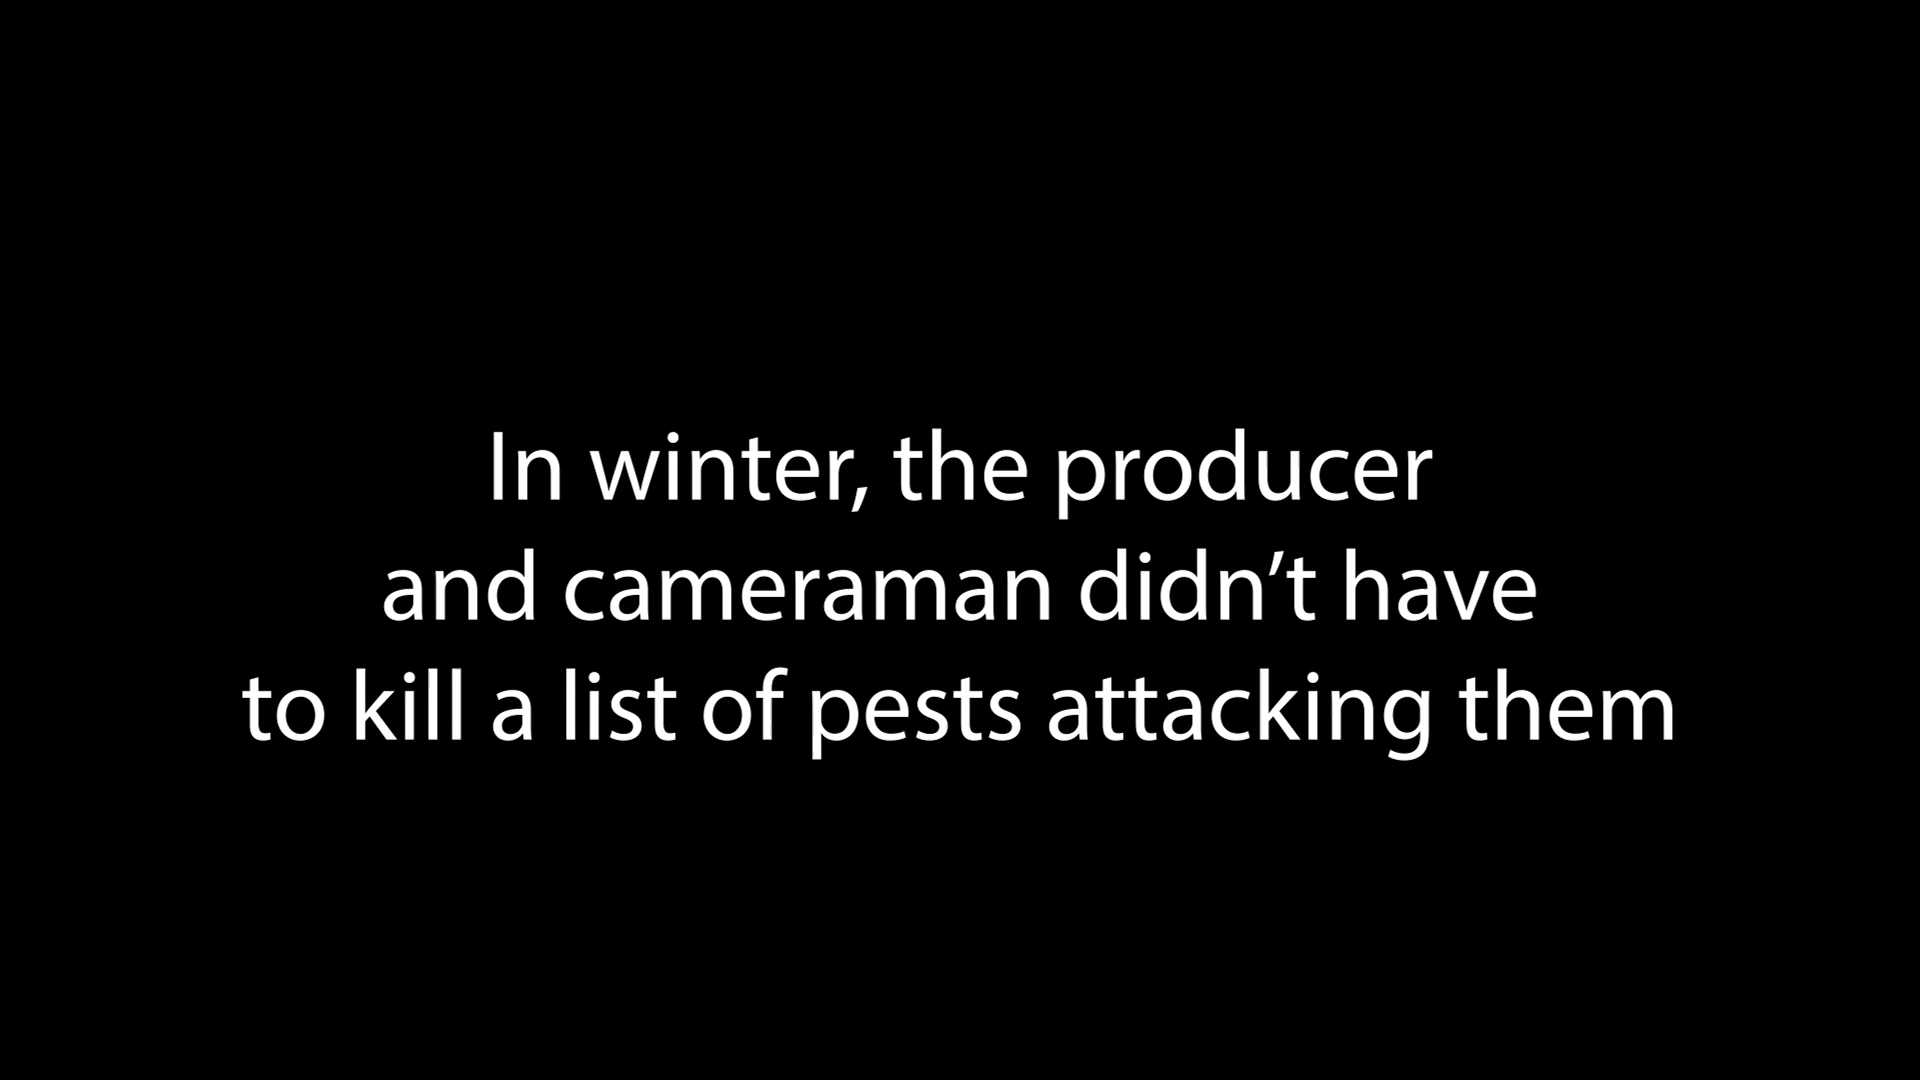 In winter, the producer
and cameraman didn’t have
to kill a list of pests attacking them